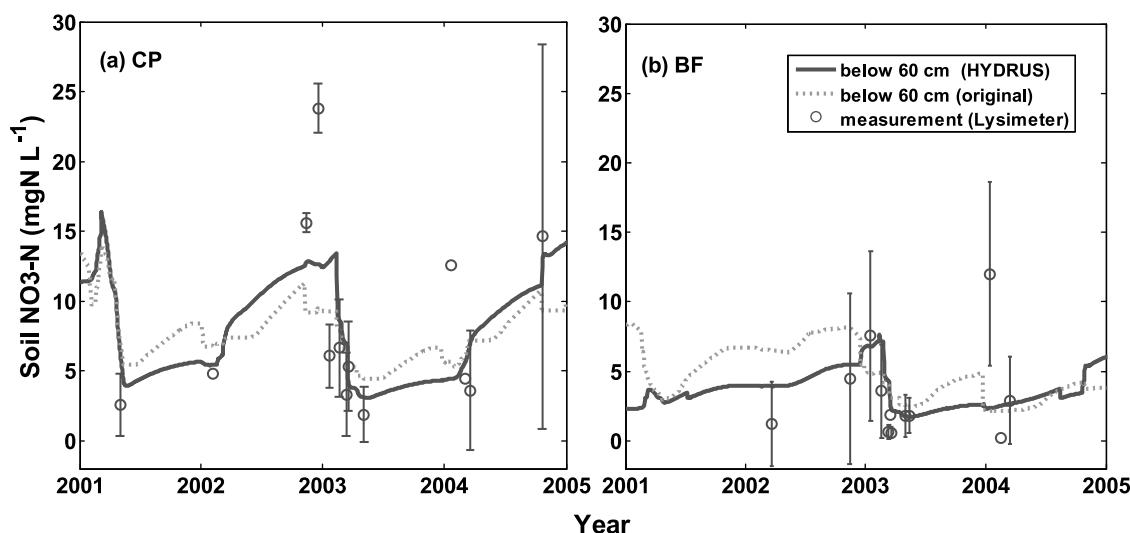 30
25
20
15
10
5
0
Soil NO3-N (mgN L⁻¹)
(a) CP
2001 2002 2003 2004 2005
30
25
20
15
10
5
0
(b) BF
below 60 cm (HYDRUS)
below 60 cm (original)
measurement (Lysimeter)
2001 2002 2003 2004 2005
Year